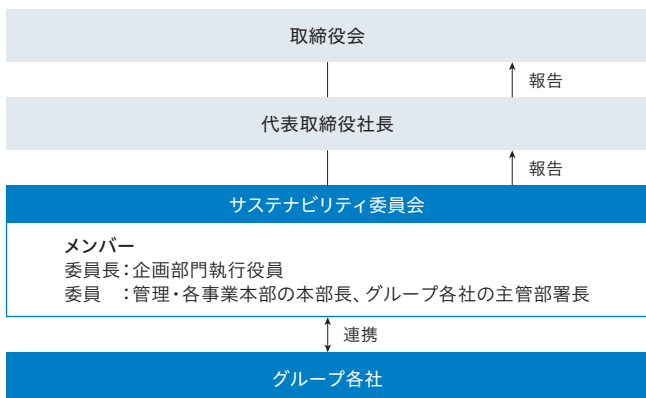 取締役会
報告
代表取締役社長
報告
サステナビリティ委員会
メンバー
委員長：企画部門執行役員
委員　：管理・各事業本部の本部長、グループ各社の主管部署長
連携
グループ各社